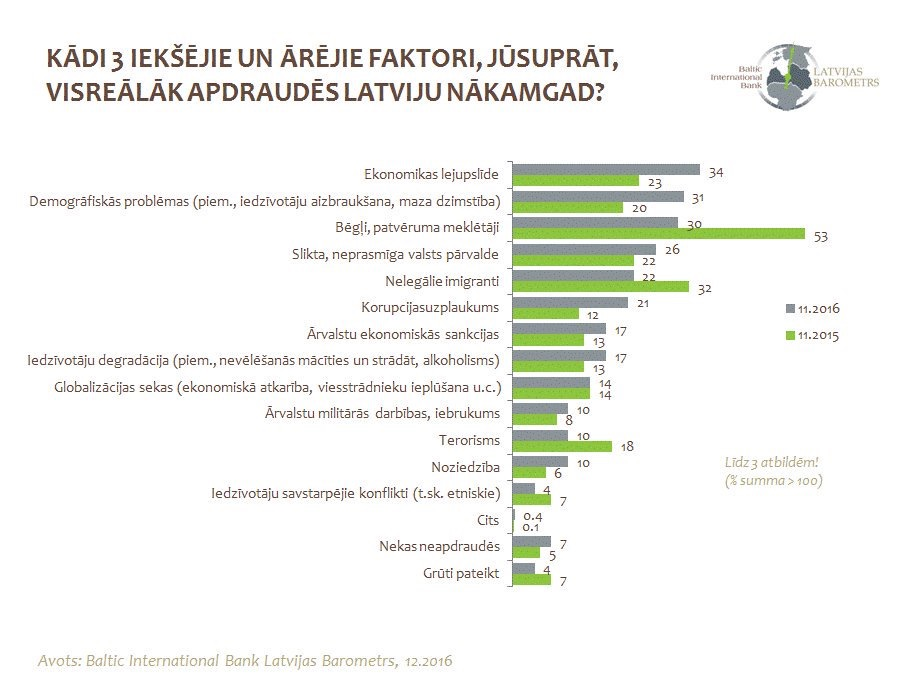 KĀDI 3 IEKŠĒJIE UN ĀRĒJIE FAKTORI, JŪSUPRĀT,
VISREĀLĀK APDRAUDĒS LATVIJU NĀKAMGAD?
Baltic
International
Bank
LATVIJAS
BAROMETRS
Ekonomikas lejupslīde 34
23
Demogrāfiskās problēmas (piem., iedzīvotāju aizbraukšana, maza dzimstība) 31
20
Bēgļi, patvēruma meklētāji 30
53
Slikta, neprasmīga valsts pārvalde 26
22
Nelegālie imigranti 22
32
Korupcijasuzplaukums 21
12
Ārvalstu ekonomiskās sankcijas 17
13
Iedzīvotāju degradācija (piem., nevēlēšanās mācīties un strādāt, alkoholisms) 17
13
Globalizācijas sekas (ekonomiskā atkarība, viesstrādnieku ieplūšana u.c.) 14
14
Ārvalstu militārās darbības, iebrukums 10
8
Terorisms 10
18
Noziedzība 10
6
Iedzīvotāju savstarpējie konflikti (t.sk. etniskie) 4
7
Cits 0.4
0.1
Nekas neapdraudēs 7
5
Grūti pateikt 4
7
11.2016
11.2015
Līdz 3 atbildēm!
(% summa > 100)
Avots: Baltic International Bank Latvijas Barometrs, 12.2016